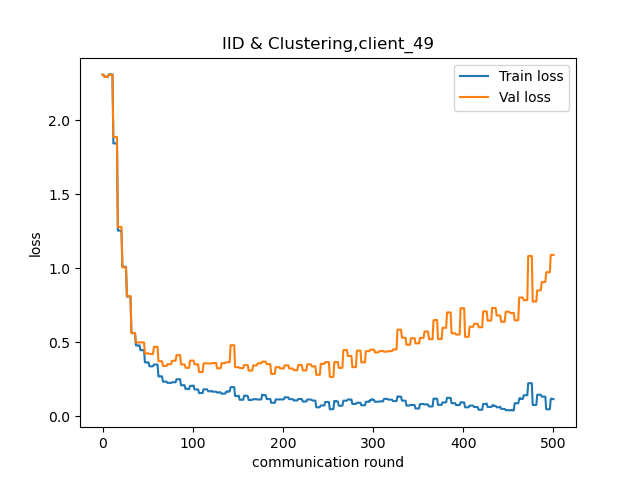 IID & Clustering,client_49
Train loss
Val loss
2.0
1.5
1.0
0.5
0.0
loss
0
100
200
300
400
500
communication round